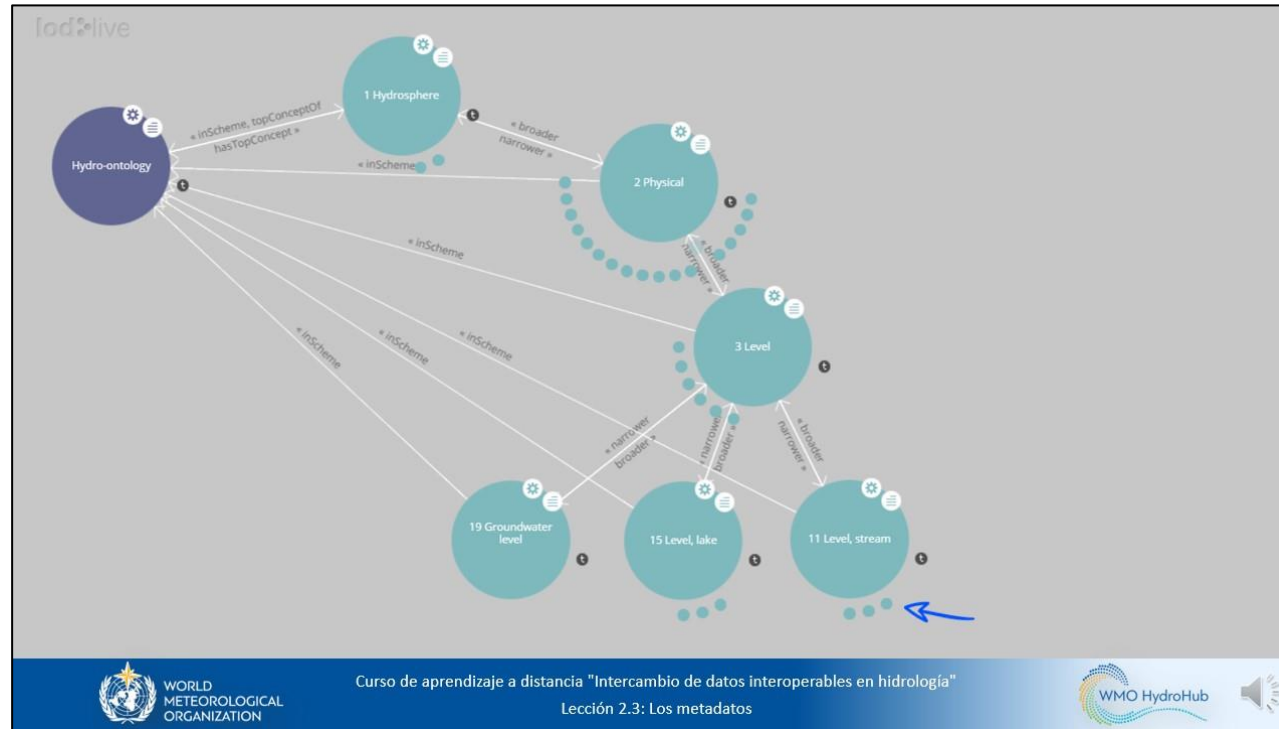 lodlive
1 Hydrosphere
« inScheme, topConceptOf
hasTopConcept »
« broader
narrower »
Hydro-ontology
« inScheme
2 Physical
t
t
t
« inScheme
« broader
narrower »
« inScheme
« inScheme
« inScheme
3 Level
t
« narrower
broader »
« narrower
broader »
« broader
narrower »
19 Groundwater
level
15 Level, lake
11 Level, stream
t
t
t
WORLD
METEOROLOGICAL
ORGANIZATION
Curso de aprendizaje a distancia "Intercambio de datos interoperables en hidrología"
Lección 2.3: Los metadatos
WMO HydroHub